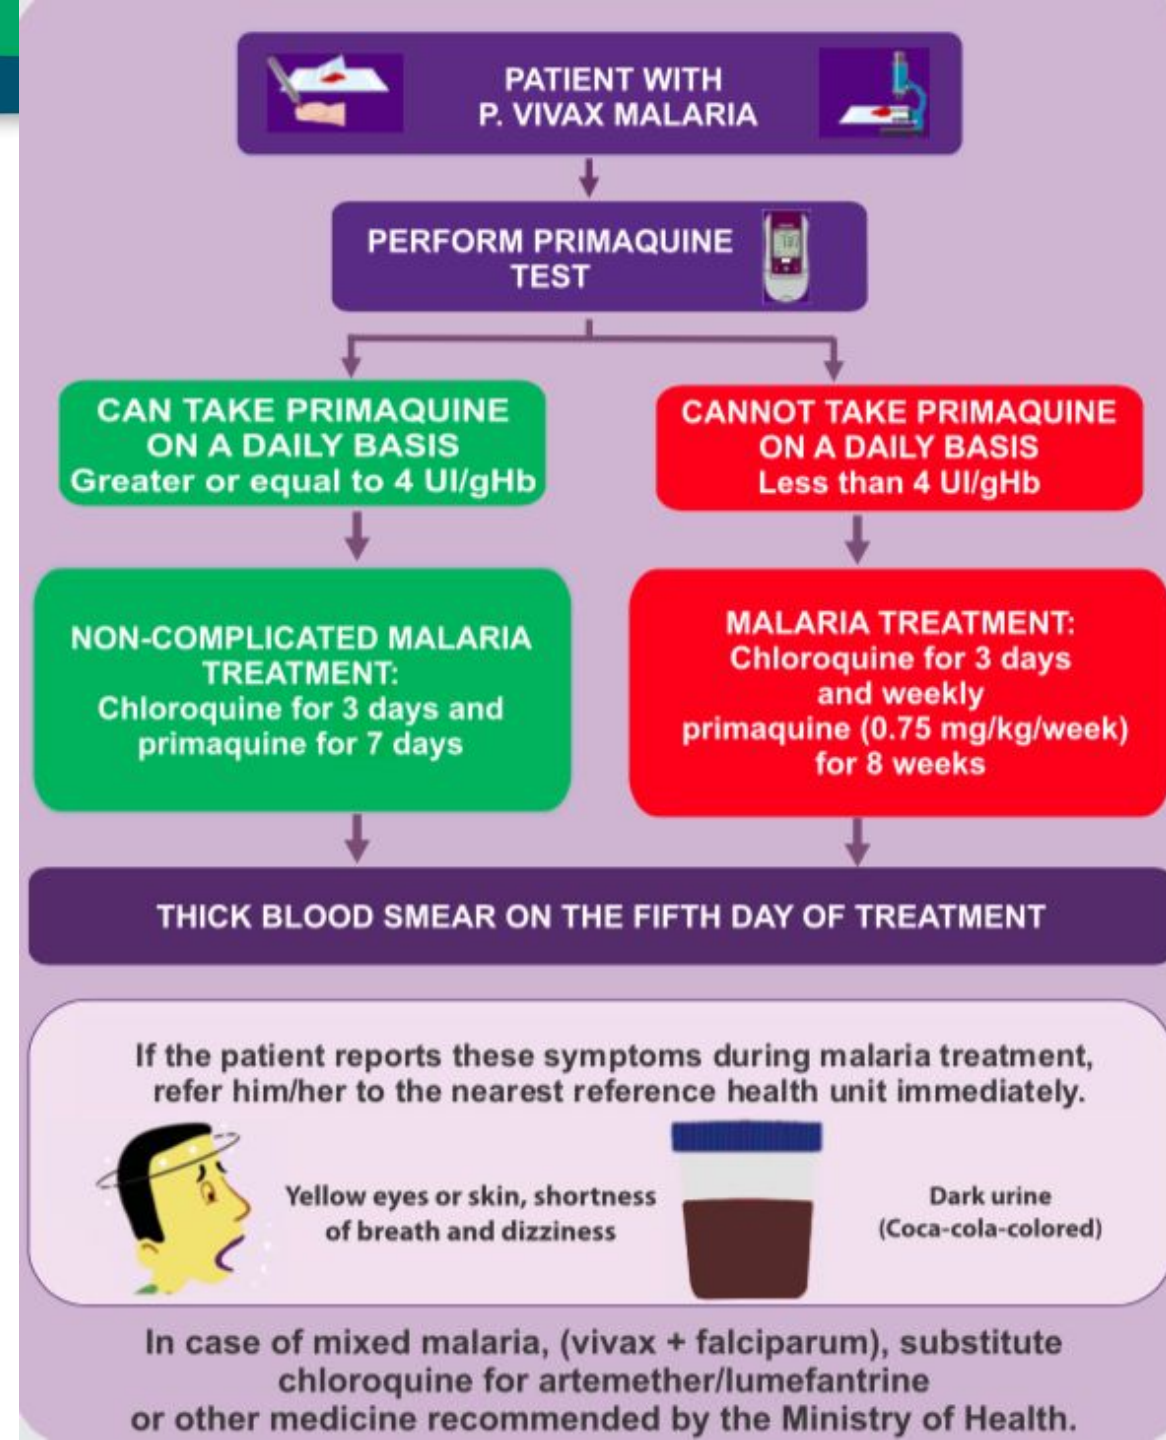 PATIENT WITH
P. VIVAX MALARIA
PERFORM PRIMAQUINE
TEST
CAN TAKE PRIMAQUINE
ON A DAILY BASIS
Greater or equal to 4 UI/gHb
CANNOT TAKE PRIMAQUINE
ON A DAILY BASIS
Less than 4 UI/gHb
NON-COMPLICATED MALARIA
TREATMENT:
Chloroquine for 3 days and
primaquine for 7 days
MALARIA TREATMENT:
Chloroquine for 3 days
and weekly
primaquine (0.75 mg/kg/week)
for 8 weeks
THICK BLOOD SMEAR ON THE FIFTH DAY OF TREATMENT
If the patient reports these symptoms during malaria treatment,
refer him/her to the nearest reference health unit immediately.
Yellow eyes or skin, shortness
of breath and dizziness
Dark urine
(Coca-cola-colored)
In case of mixed malaria, (vivax + falciparum), substitute
chloroquine for artemether/lumefantrine
or other medicine recommended by the Ministry of Health.